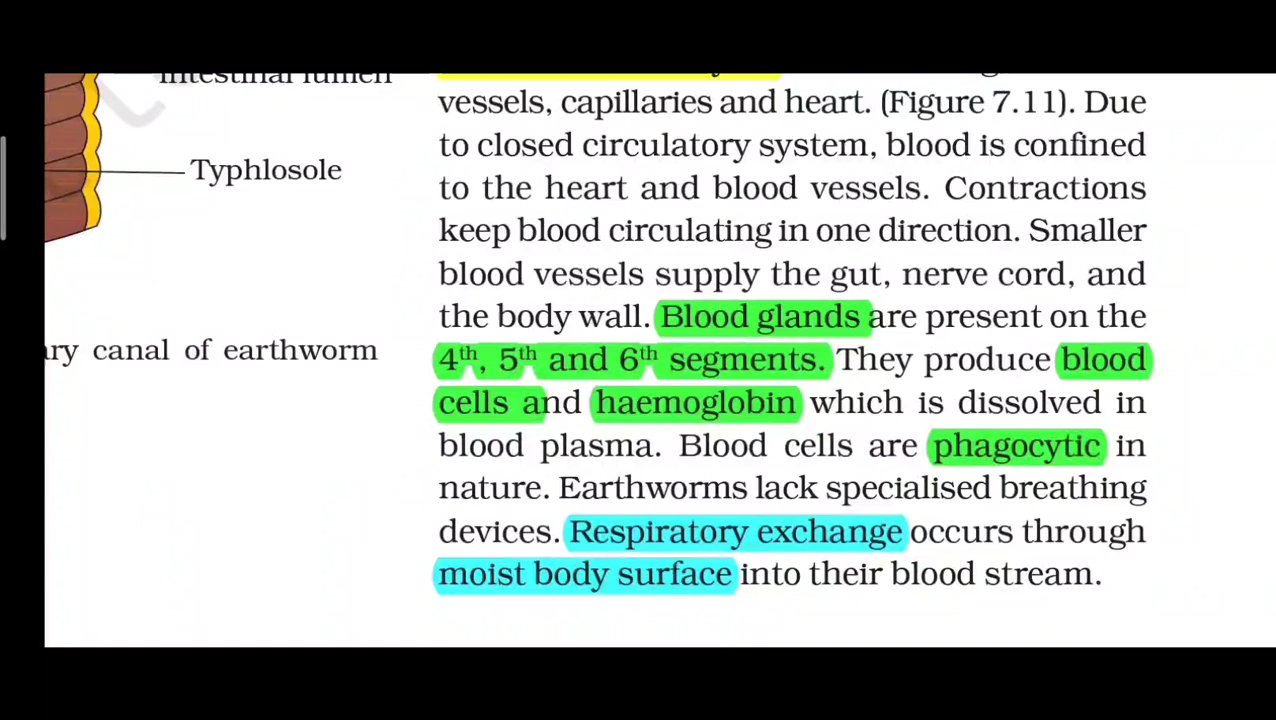 intestinal lumen
vessels, capillaries and heart. (Figure 7.11). Due
to closed circulatory system, blood is confined
Typhlosole
to the heart and blood vessels. Contractions
keep blood circulating in one direction. Smaller
blood vessels supply the gut, nerve cord, and
the body wall. Blood glands are present on the
ary canal of earthworm
4th, 5th and 6th segments. They produce blood
cells and haemoglobin which is dissolved in
blood plasma. Blood cells are phagocytic in
nature. Earthworms lack specialised breathing
devices. Respiratory exchange occurs through
moist body surface into their blood stream.